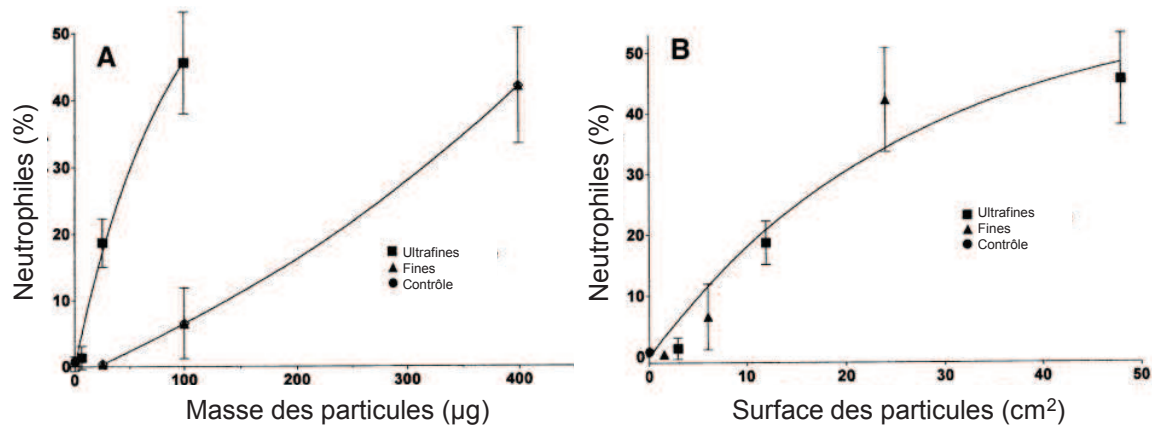 A
Neutrophiles (%)
50
40
30
20
10
0
Ultrafines
Fines
Contrôle
0
100
200
300
400
Masse des particules (µg)
B
Neutrophiles (%)
50
40
30
20
10
0
Ultrafines
Fines
Contrôle
0
10
20
30
40
50
Surface des particules (cm²)